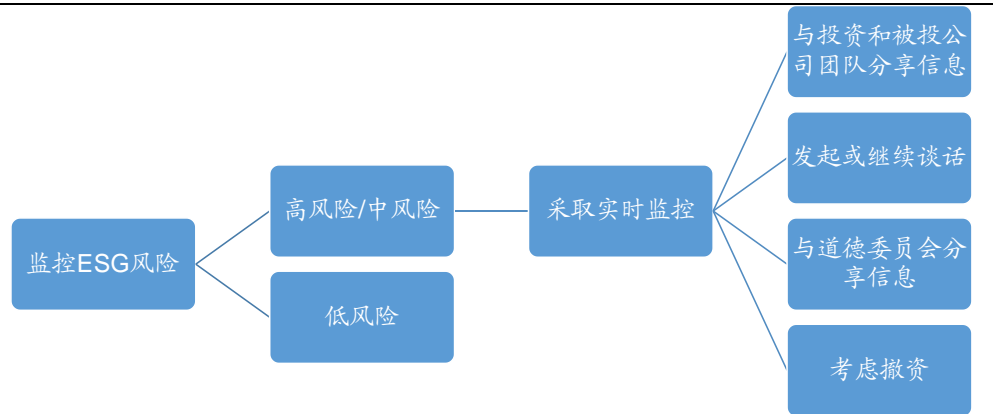 监控ESG风险
高风险/中风险
低风险
采取实时监控
与投资和被投公
司团队分享信息
发起或继续谈话
与道德委员会分
享信息
考虑撤资